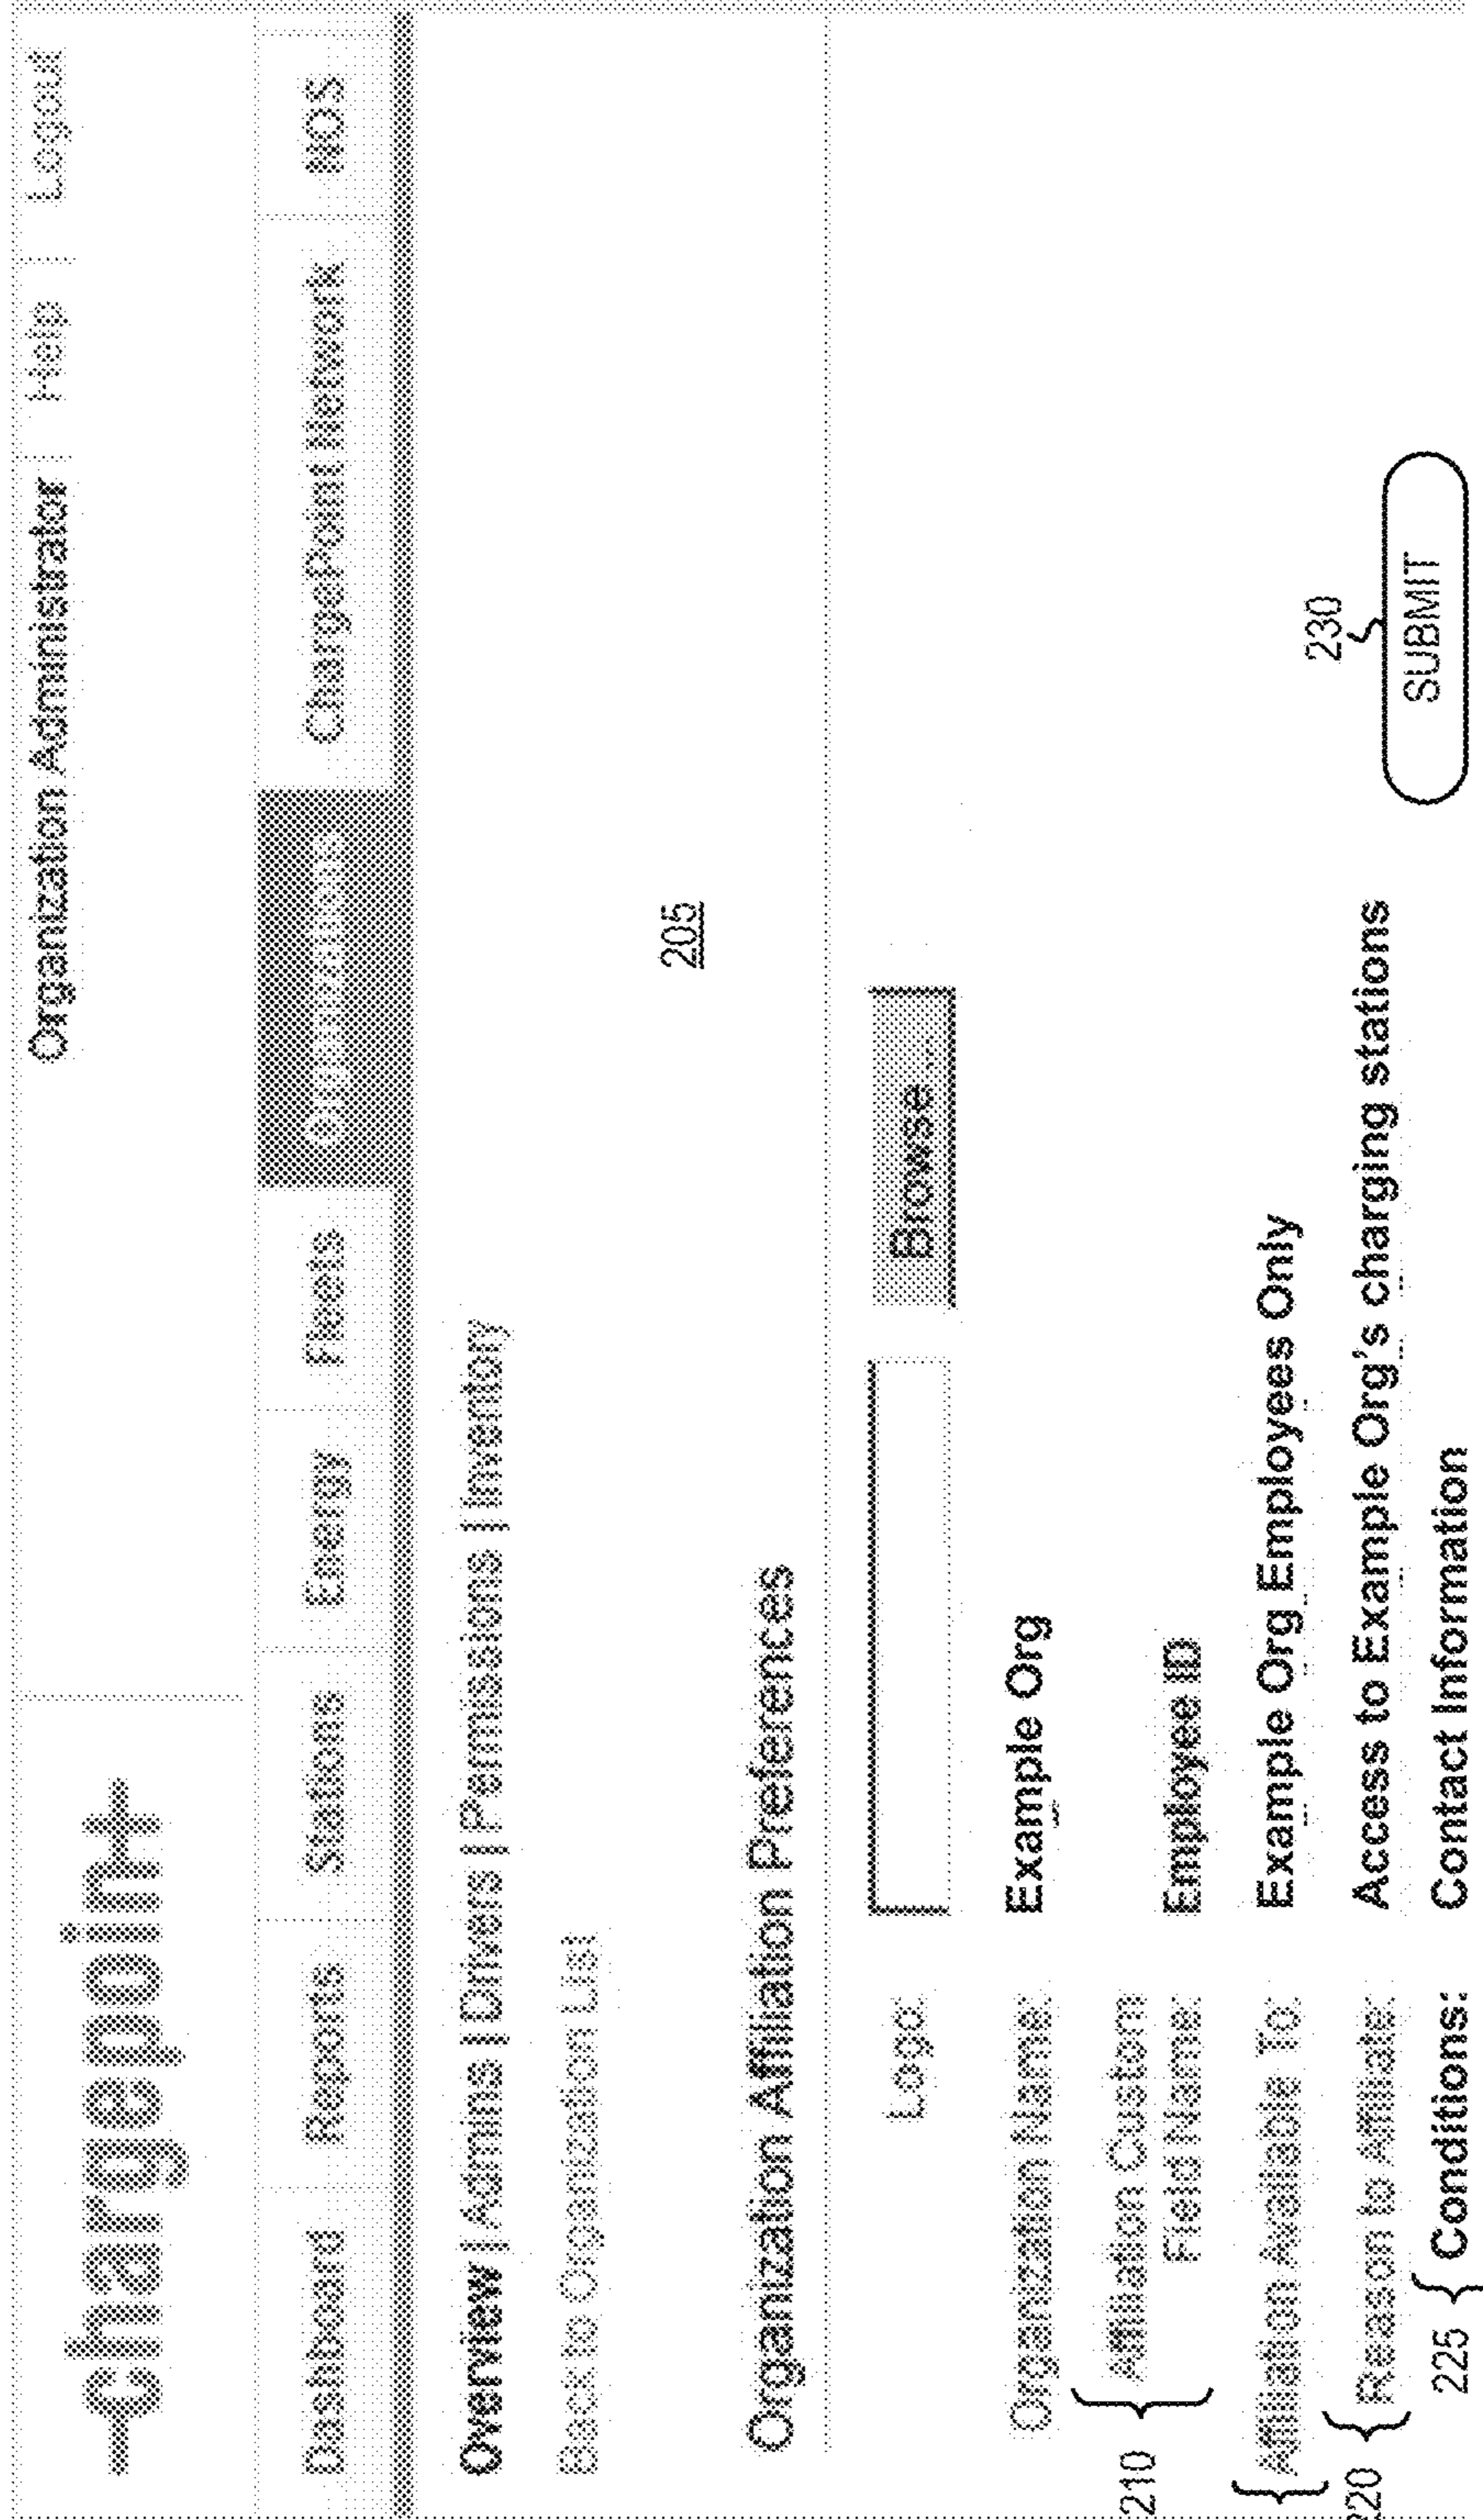 chargepoin+
Organization Administrator | Help | Logout
Dashboard Reports Stations Energy Fleets Organizations ChargePoint Network NOS
Overview | Admins | Drivers | Permissions | Inventory
Back to Organization List
205
Organization Affiliation Preferences
Logo: Browse...
Organization Name: Example Org
210 { Affiliation Custom
Field Name: Employee ID
{ Affiliation Available To: Example Org Employees Only
220 { Reason to Affiliate: Access to Example Org's charging stations
225 { Conditions: Contact Information
230
SUBMIT